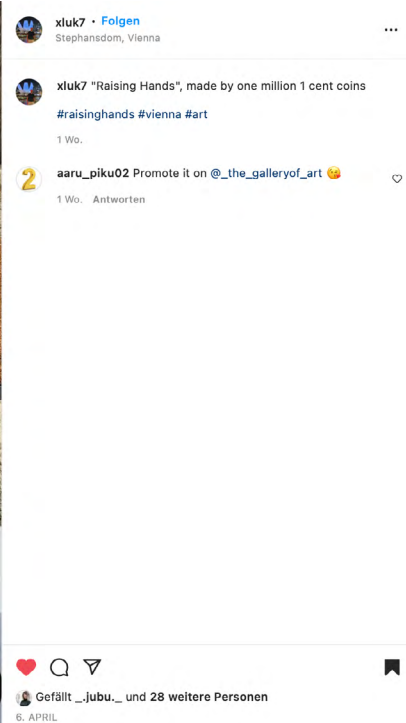 xluk7 • Folgen
Stephansdom, Vienna
xluk7 "Raising Hands", made by one million 1 cent coins
#raisinghands #vienna #art
1 Wo.
aaru_piku02 Promote it on @_the_galleryof_art 😘
1 Wo. Antworten
Gefällt _.jubu._ und 28 weitere Personen
6. APRIL